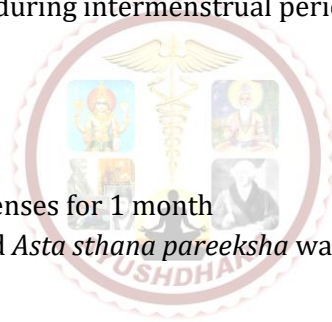 during intermenstrual perio
enses for 1 month
d Asta sthana pareeksha wa
USHDHA